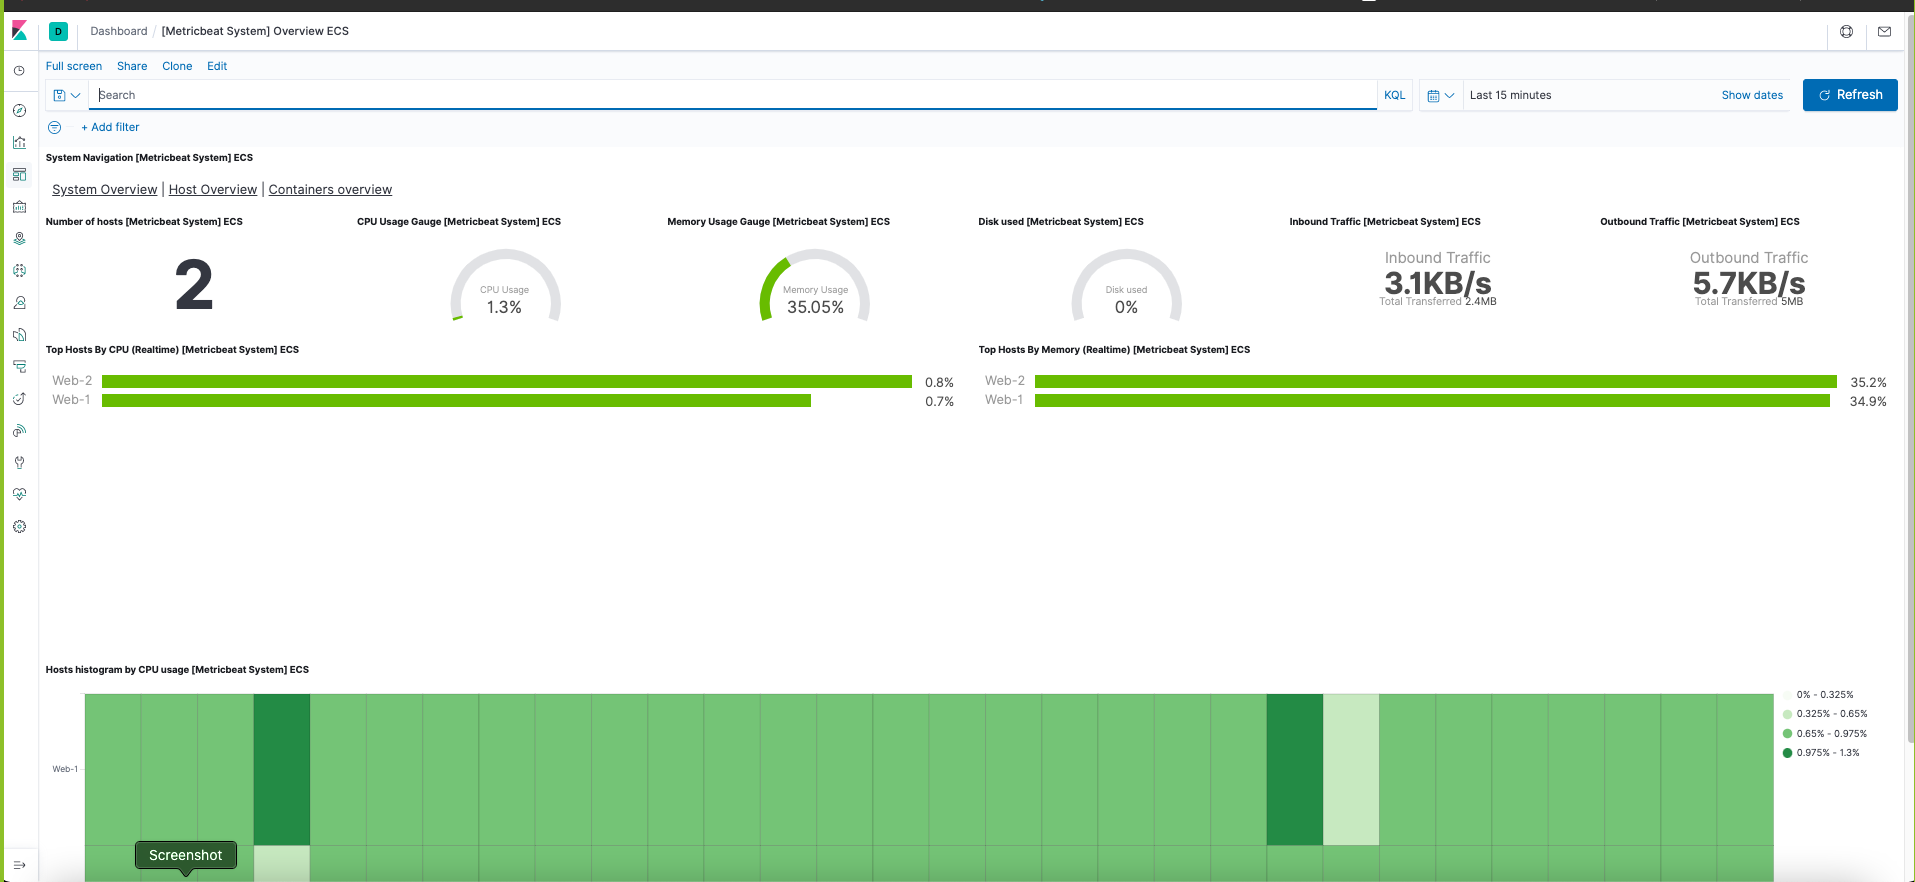 D Dashboard / [Metricbeat System] Overview ECS
Full screen Share Clone Edit
Search KQL Last 15 minutes Show dates Refresh
+ Add filter
System Navigation [Metricbeat System] ECS
System Overview | Host Overview | Containers overview
Number of hosts [Metricbeat System] ECS
2
CPU Usage Gauge [Metricbeat System] ECS
CPU Usage
1.3%
Memory Usage Gauge [Metricbeat System] ECS
Memory Usage
35.05%
Disk used [Metricbeat System] ECS
Disk used
0%
Inbound Traffic [Metricbeat System] ECS
Inbound Traffic
3.1KB/s
Total Transferred 2.4MB
Outbound Traffic [Metricbeat System] ECS
Outbound Traffic
5.7KB/s
Total Transferred 5MB
Top Hosts By CPU (Realtime) [Metricbeat System] ECS
Web-2 0.8%
Web-1 0.7%
Top Hosts By Memory (Realtime) [Metricbeat System] ECS
Web-2 35.2%
Web-1 34.9%
Hosts histogram by CPU usage [Metricbeat System] ECS
Web-1
0% - 0.325%
0.325% - 0.65%
0.65% - 0.975%
0.975% - 1.3%
Screenshot